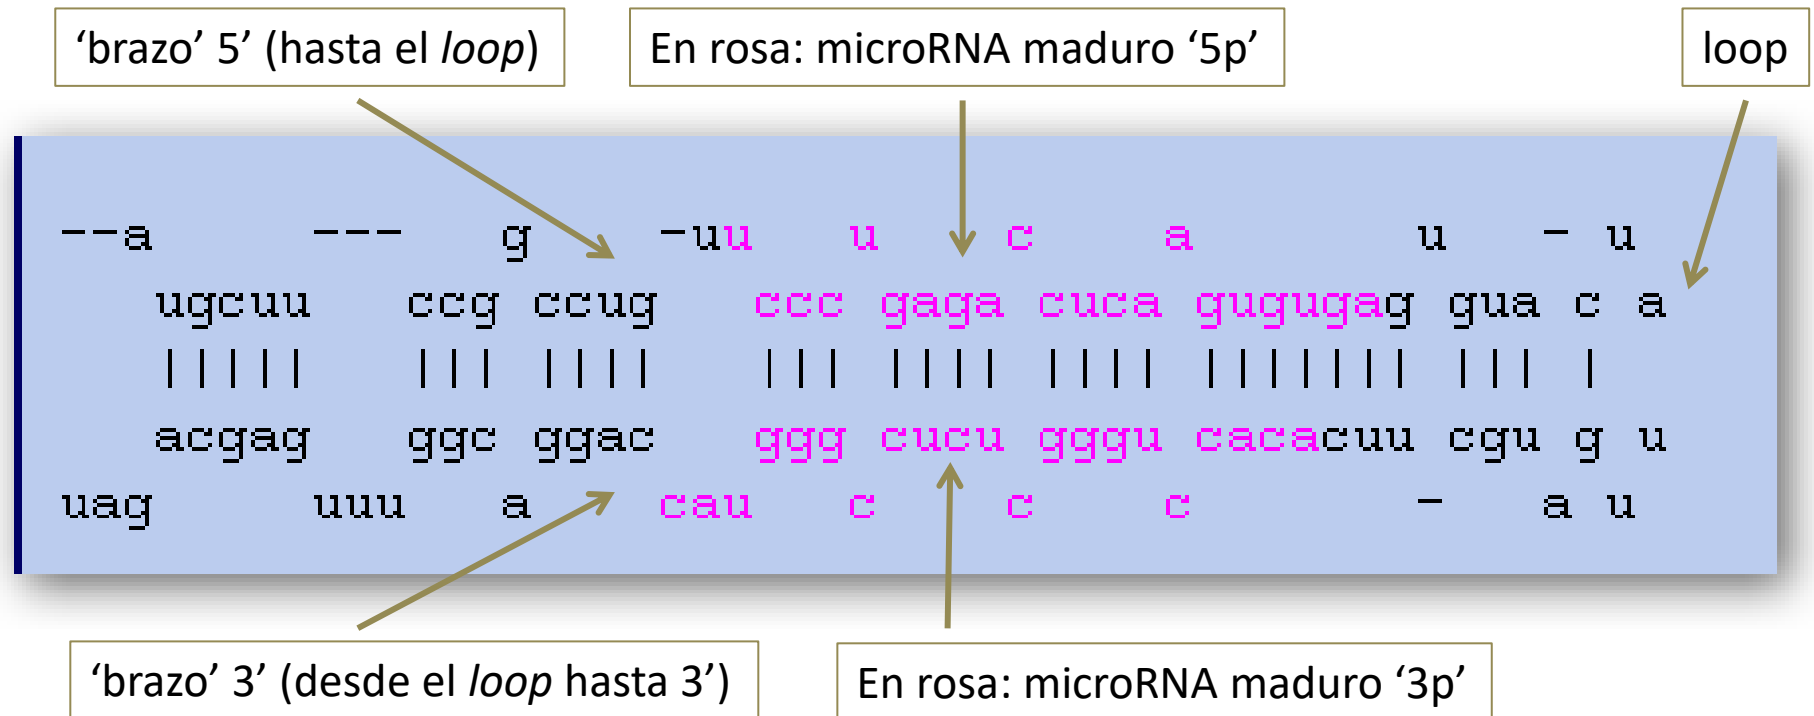 ‘brazo’ 5’ (hasta el loop)
En rosa: microRNA maduro ‘5p’
loop
--a     ---   g    -uu   u    c    a       u   - u
ugcuu   ccg ccug   ccc gaga cuca gugugag gua c a
||||| ||| |||| ||| |||| |||| ||||||| ||| |
acgag   ggc ggac   ggg cucu gggu cacacuu cgu g u
uag     uuu   a    cau   c    c    c       -   a u
‘brazo’ 3’ (desde el loop hasta 3’)
En rosa: microRNA maduro ‘3p’